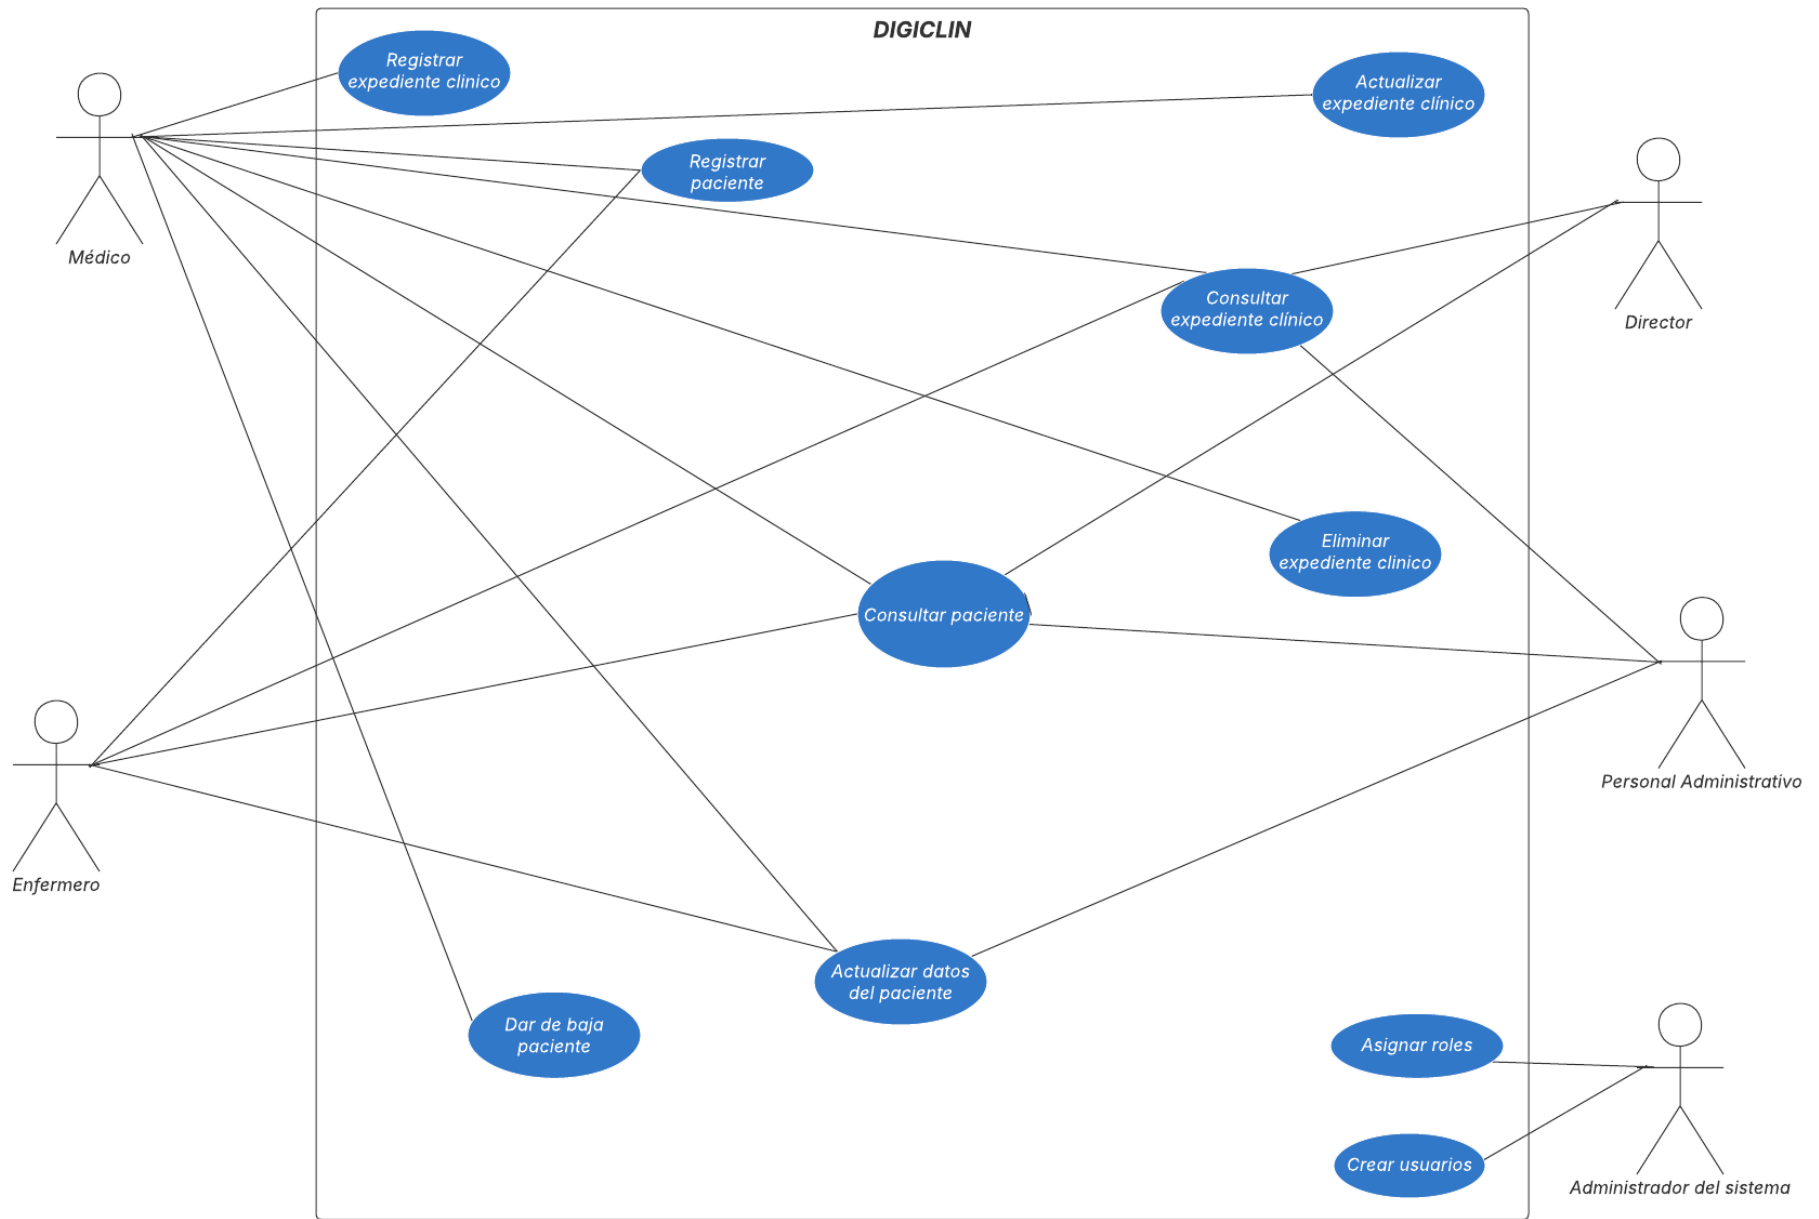 DIGICLIN
Registrar
expediente clinico
Actualizar
expediente clínico
Registrar
paciente
Médico
Consultar
expediente clínico
Director
Eliminar
expediente clinico
Consultar paciente
Personal Administrativo
Enfermero
Actualizar datos
del paciente
Dar de baja
paciente
Asignar roles
Crear usuarios
Administrador del sistema